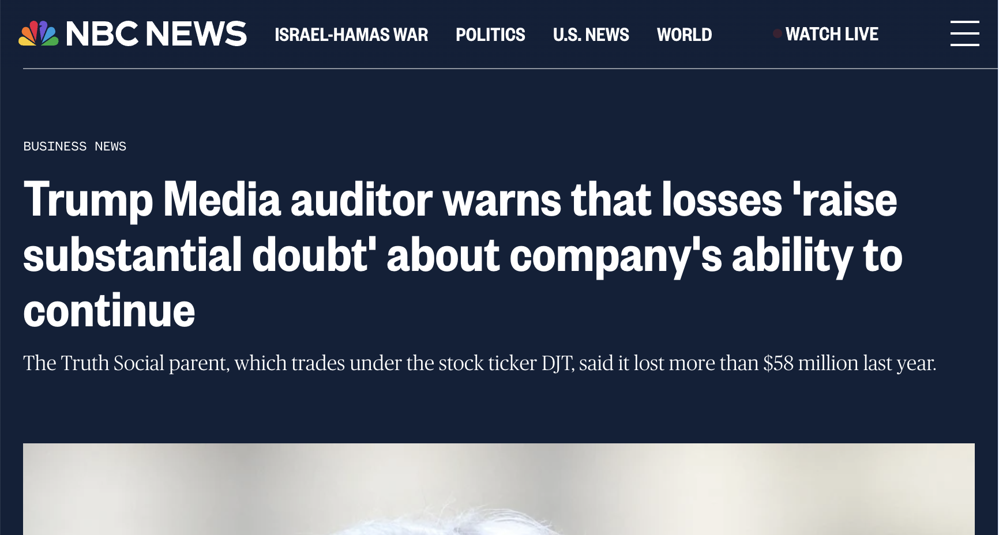 NBC NEWS
ISRAEL-HAMAS WAR
POLITICS
U.S. NEWS
WORLD
WATCH LIVE
BUSINESS NEWS
Trump Media auditor warns that losses 'raise
substantial doubt' about company's ability to
continue
The Truth Social parent, which trades under the stock ticker DJT, said it lost more than $58 million last year.